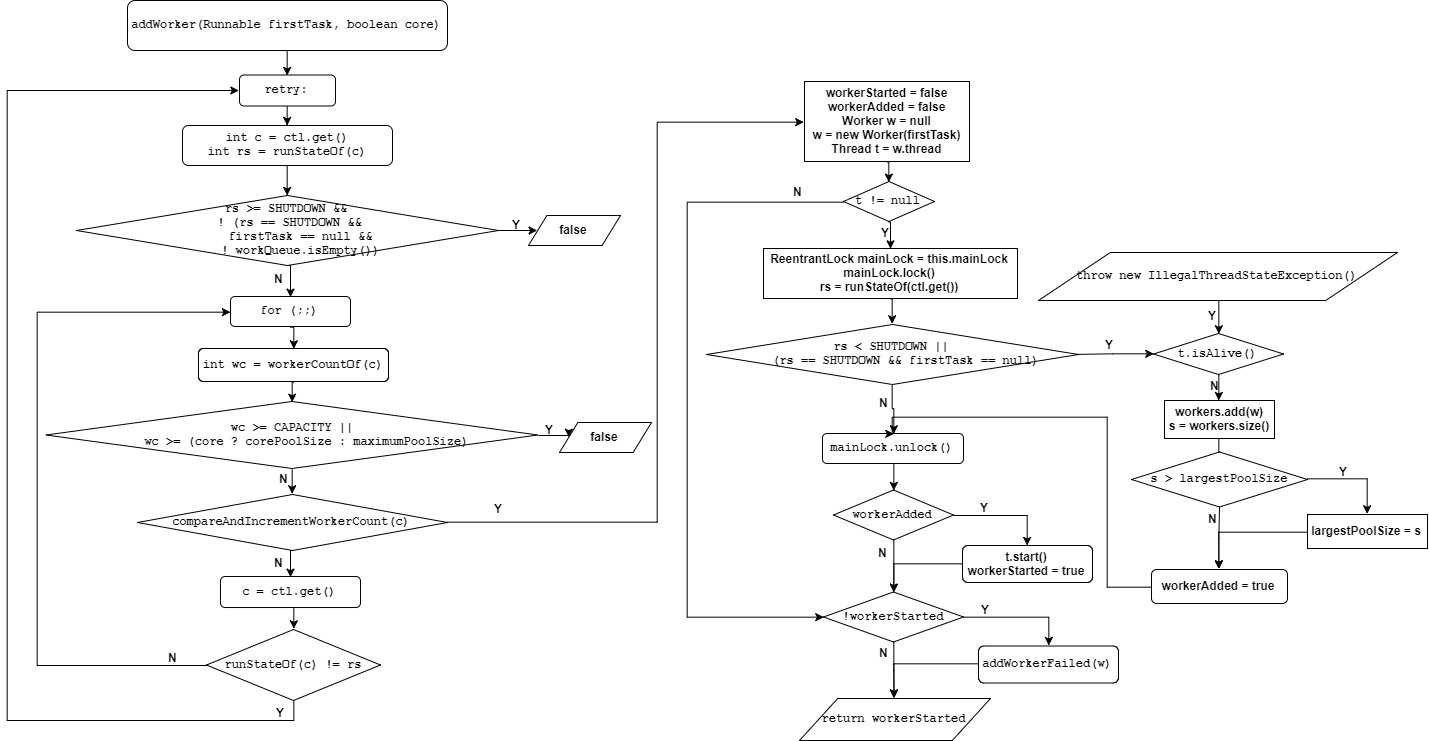 addWorker(Runnable firstTask, boolean core)
retry:
int c = ctl.get()
int rs = runStateOf(c)
rs >= SHUTDOWN &&
! (rs == SHUTDOWN &&
firstTask == null &&
! workQueue.isEmpty())
Y
false
N
for (;;)
int wc = workerCountOf(c)
wc >= CAPACITY ||
wc >= (core ? corePoolSize : maximumPoolSize)
Y
false
N
compareAndIncrementWorkerCount(c)
Y
N
c = ctl.get()
runStateOf(c) != rs
N
Y
workerStarted = false
workerAdded = false
Worker w = null
w = new Worker(firstTask)
Thread t = w.thread
t != null
N
Y
ReentrantLock mainLock = this.mainLock
mainLock.lock()
rs = runStateOf(ctl.get())
rs < SHUTDOWN ||
(rs == SHUTDOWN && firstTask == null)
Y
N
throw new IllegalThreadStateException()
Y
t.isAlive()
N
workers.add(w)
s = workers.size()
s > largestPoolSize
Y
N
largestPoolSize = s
workerAdded = true
mainLock.unlock()
workerAdded
Y
N
t.start()
workerStarted = true
!workerStarted
Y
N
addWorkerFailed(w)
return workerStarted